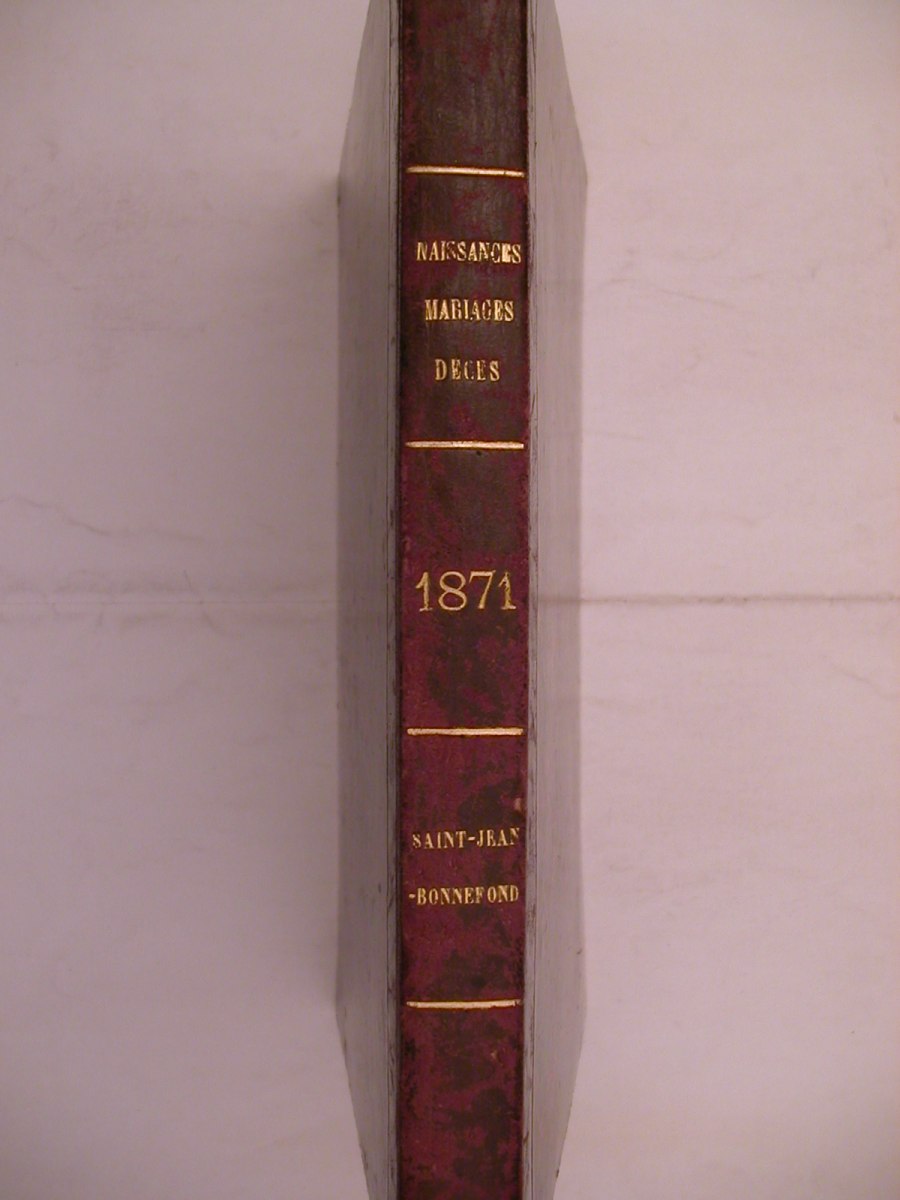 NAISSANCES
MARIAGES
DECES
1871
SAINT-JEAN
-BONNEFOND